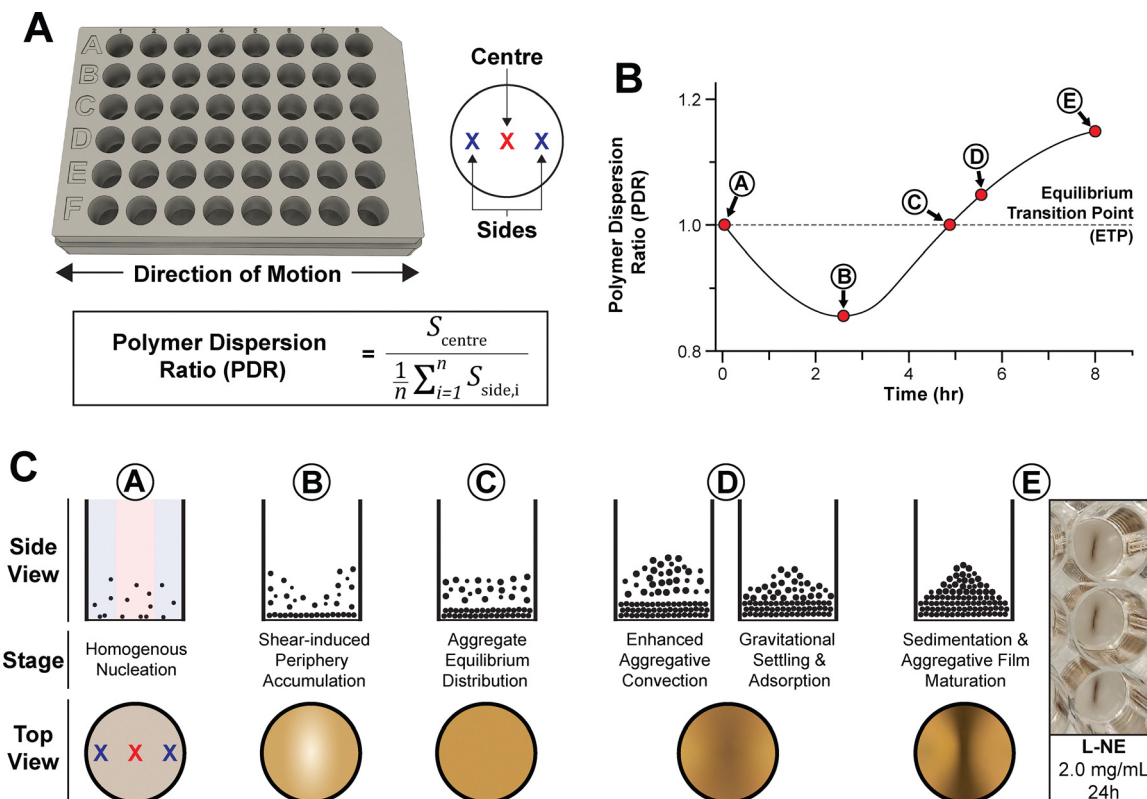 A
1 2 3 4 5 6 7 8
A
B
C
D
E
F
Direction of Motion
Centre
X X X
Sides
Polymer Dispersion
Ratio (PDR)
=
S centre
1/n ∑ n i=1 S side,i
B
Polymer Dispersion
Ratio (PDR)
1.2
1.0
0.8
0 2 4 6 8
Time (hr)
A
B
C
D
E
Equilibrium
Transition Point
(ETP)
C
A B C D E
Side
View
Stage
Homogenous
Nucleation
Shear-induced
Periphery
Accumulation
Aggregate
Equilibrium
Distribution
Enhanced
Aggregative
Convection
Gravitational
Settling &
Adsorption
Sedimentation &
Aggregative Film
Maturation
Top
View
X X X
L-NE
2.0 mg/mL
24h